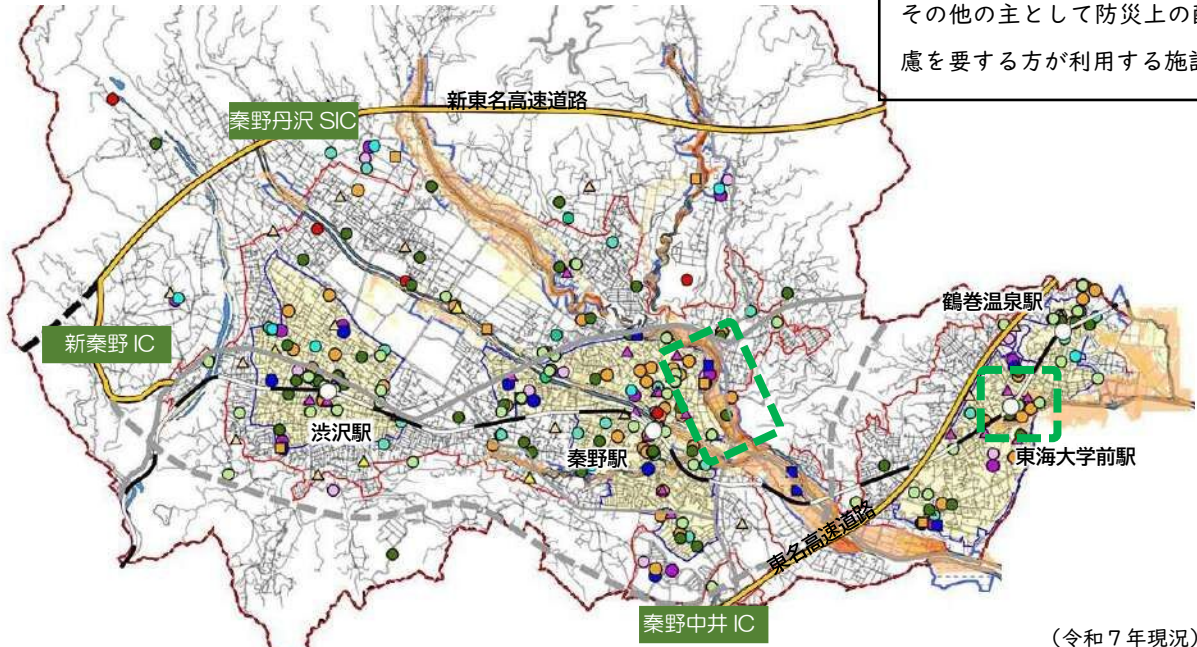 その他の主として防災上の
慮を要する方が利用する施
新東名高速道路
秦野丹沢 SIC
鶴巻温泉駅
新秦野 IC
渋沢駅
秦野駅
東海大学前駅
東名高速道路
秦野中井 IC
(令和7年現況)